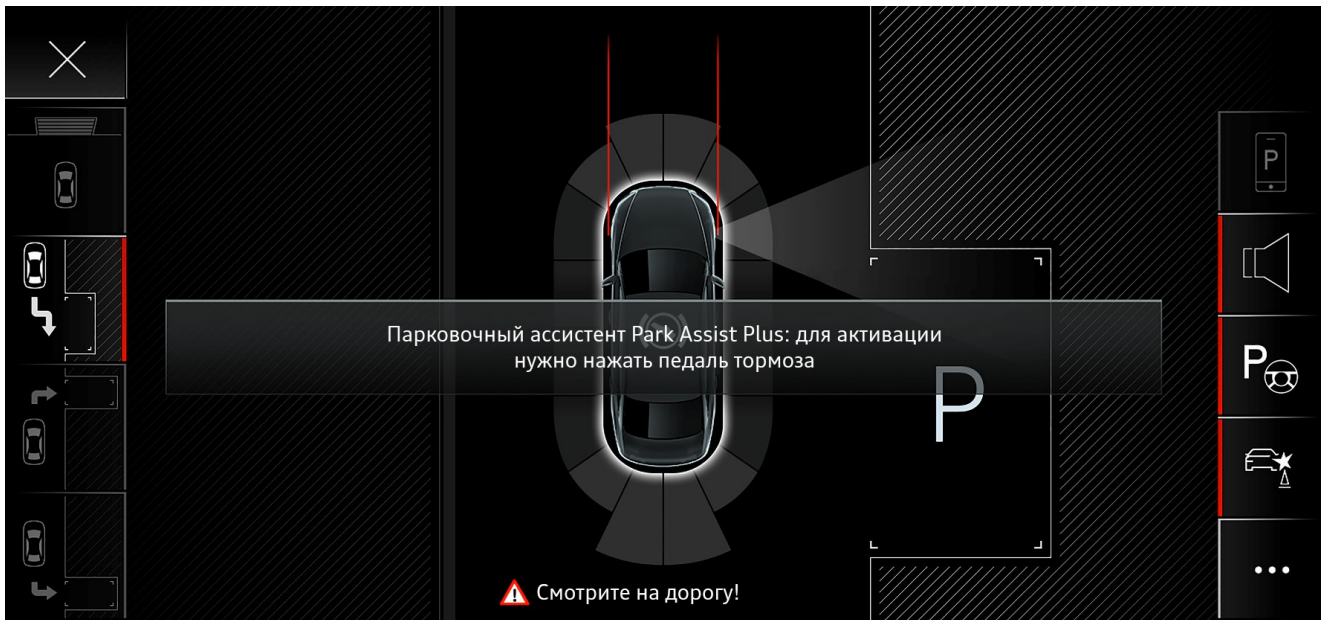 P
P
Парковочный ассистент Park Assist Plus: для активации
нужно нажать педаль тормоза
P
Смотрите на дорогу!